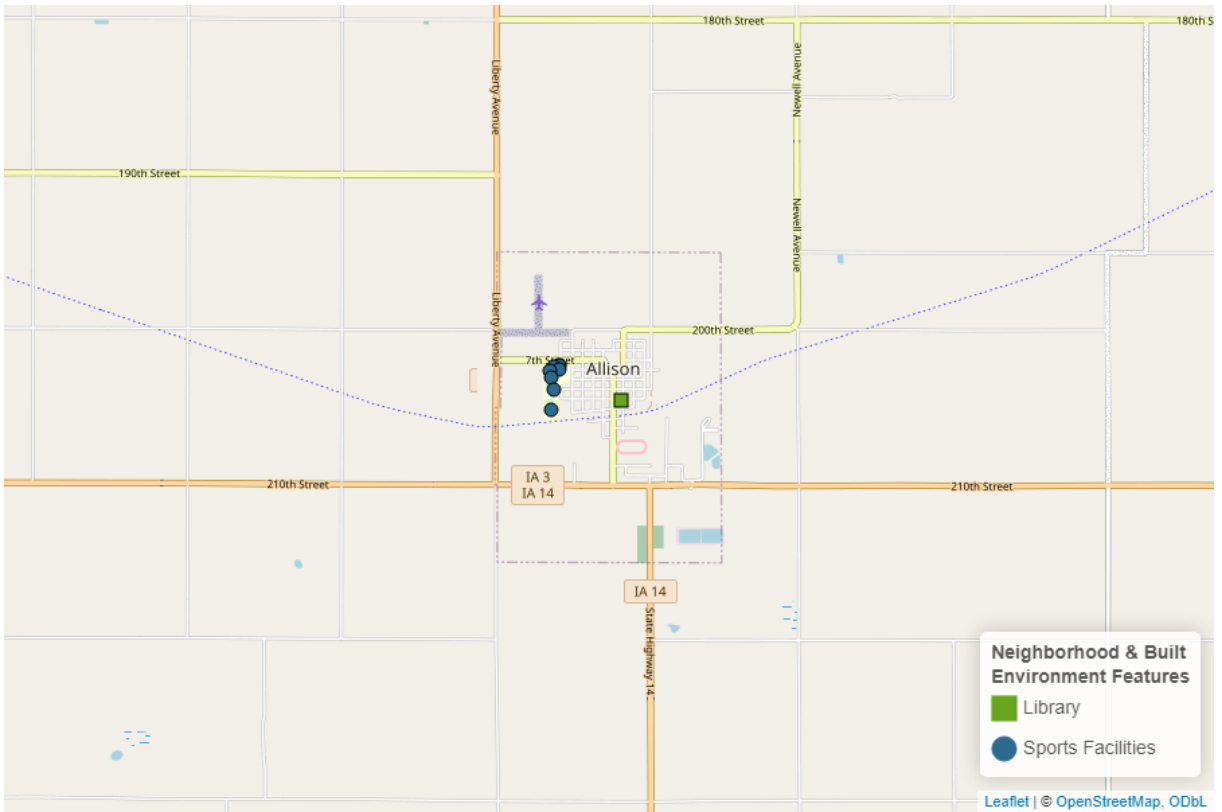 180th Street
180th S
Newell Avenue
Liberty Avenue
190th Street
Newell Avenue
Liberty Avenue
200th Street
7th Street
Allison
IA 3
IA 14
210th Street
210th Street
IA 14
State Highway 14
Neighborhood & Built
Environment Features
Library
Sports Facilities
Leaflet | © OpenStreetMap, ODbL